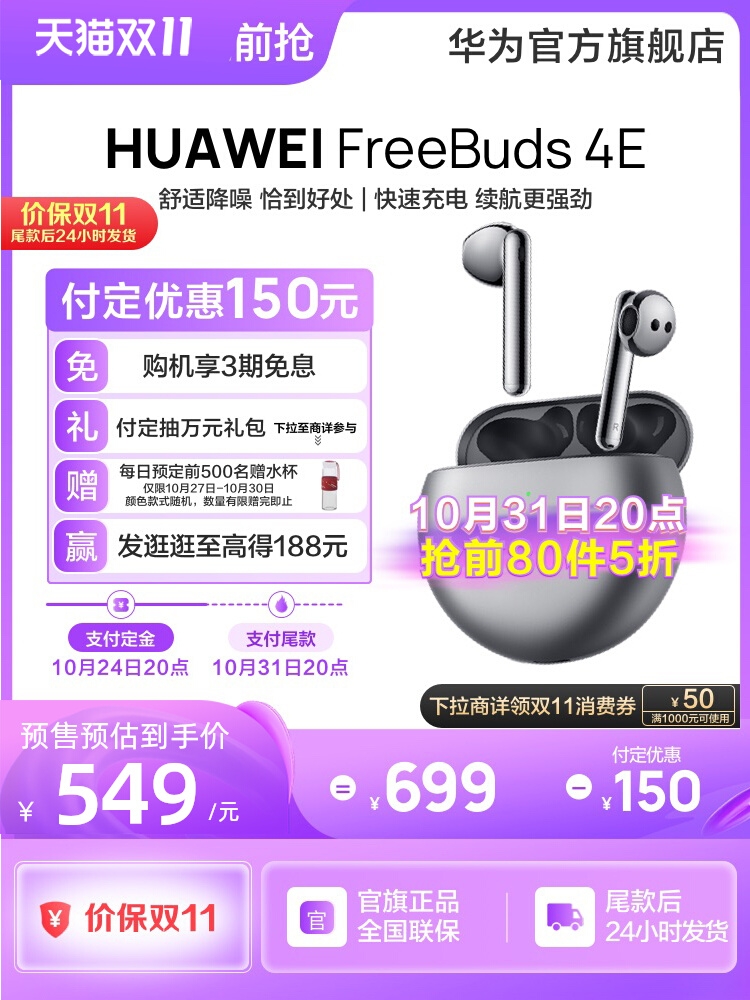 天猫双11 前抢
华为官方旗舰店
HUAWEI FreeBuds 4E
舒适降噪 恰到好处 | 快速充电 续航更强劲
价保双11
尾款后24小时发货
付定优惠150元
免 购机享3期免息
礼 付定抽万元礼包 下拉至商详参与
赠 每日预定前500名赠水杯
仅限10月27日-10月30日
颜色款式随机，数量有限赠完即止
赢 发逛逛至高得188元
R
10月31日20点
抢前80件5折
支付定金 支付尾款
10月24日20点 10月31日20点
下拉商详领双11消费券 ¥50
满1000元可使用
预售预估到手价
付定优惠
¥549/元 = ¥699 - ¥150
¥ 价保双11
官 官旗正品
全国联保
尾款后
24小时发货